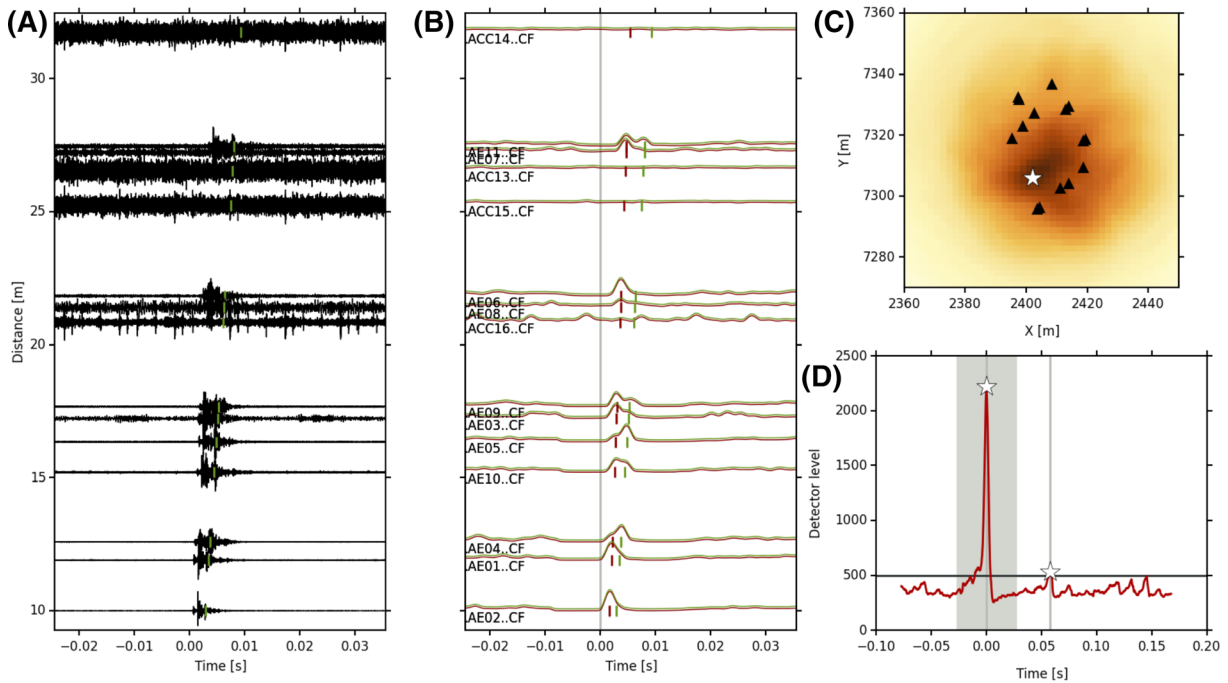 (A)
Distance [m]
30
25
20
15
10
−0.02 −0.01 0.00 0.01 0.02 0.03
Time [s]
(B)
.ACC14..CF
.AE11..CF
.AE07..CF
.ACC13..CF
.ACC15..CF
.AE06..CF
.AE08..CF
.ACC16..CF
.AE09..CF
.AE03..CF
.AE05..CF
.AE10..CF
.AE04..CF
.AE01..CF
.AE02..CF
−0.02 −0.01 0.00 0.01 0.02 0.03
Time [s]
(C)
Y [m]
7360
7340
7320
7300
7280
2360 2380 2400 2420 2440
X [m]
(D)
Detector level
2500
2000
1500
1000
500
0
−0.10 −0.05 0.00 0.05 0.10 0.15 0.20
Time [s]